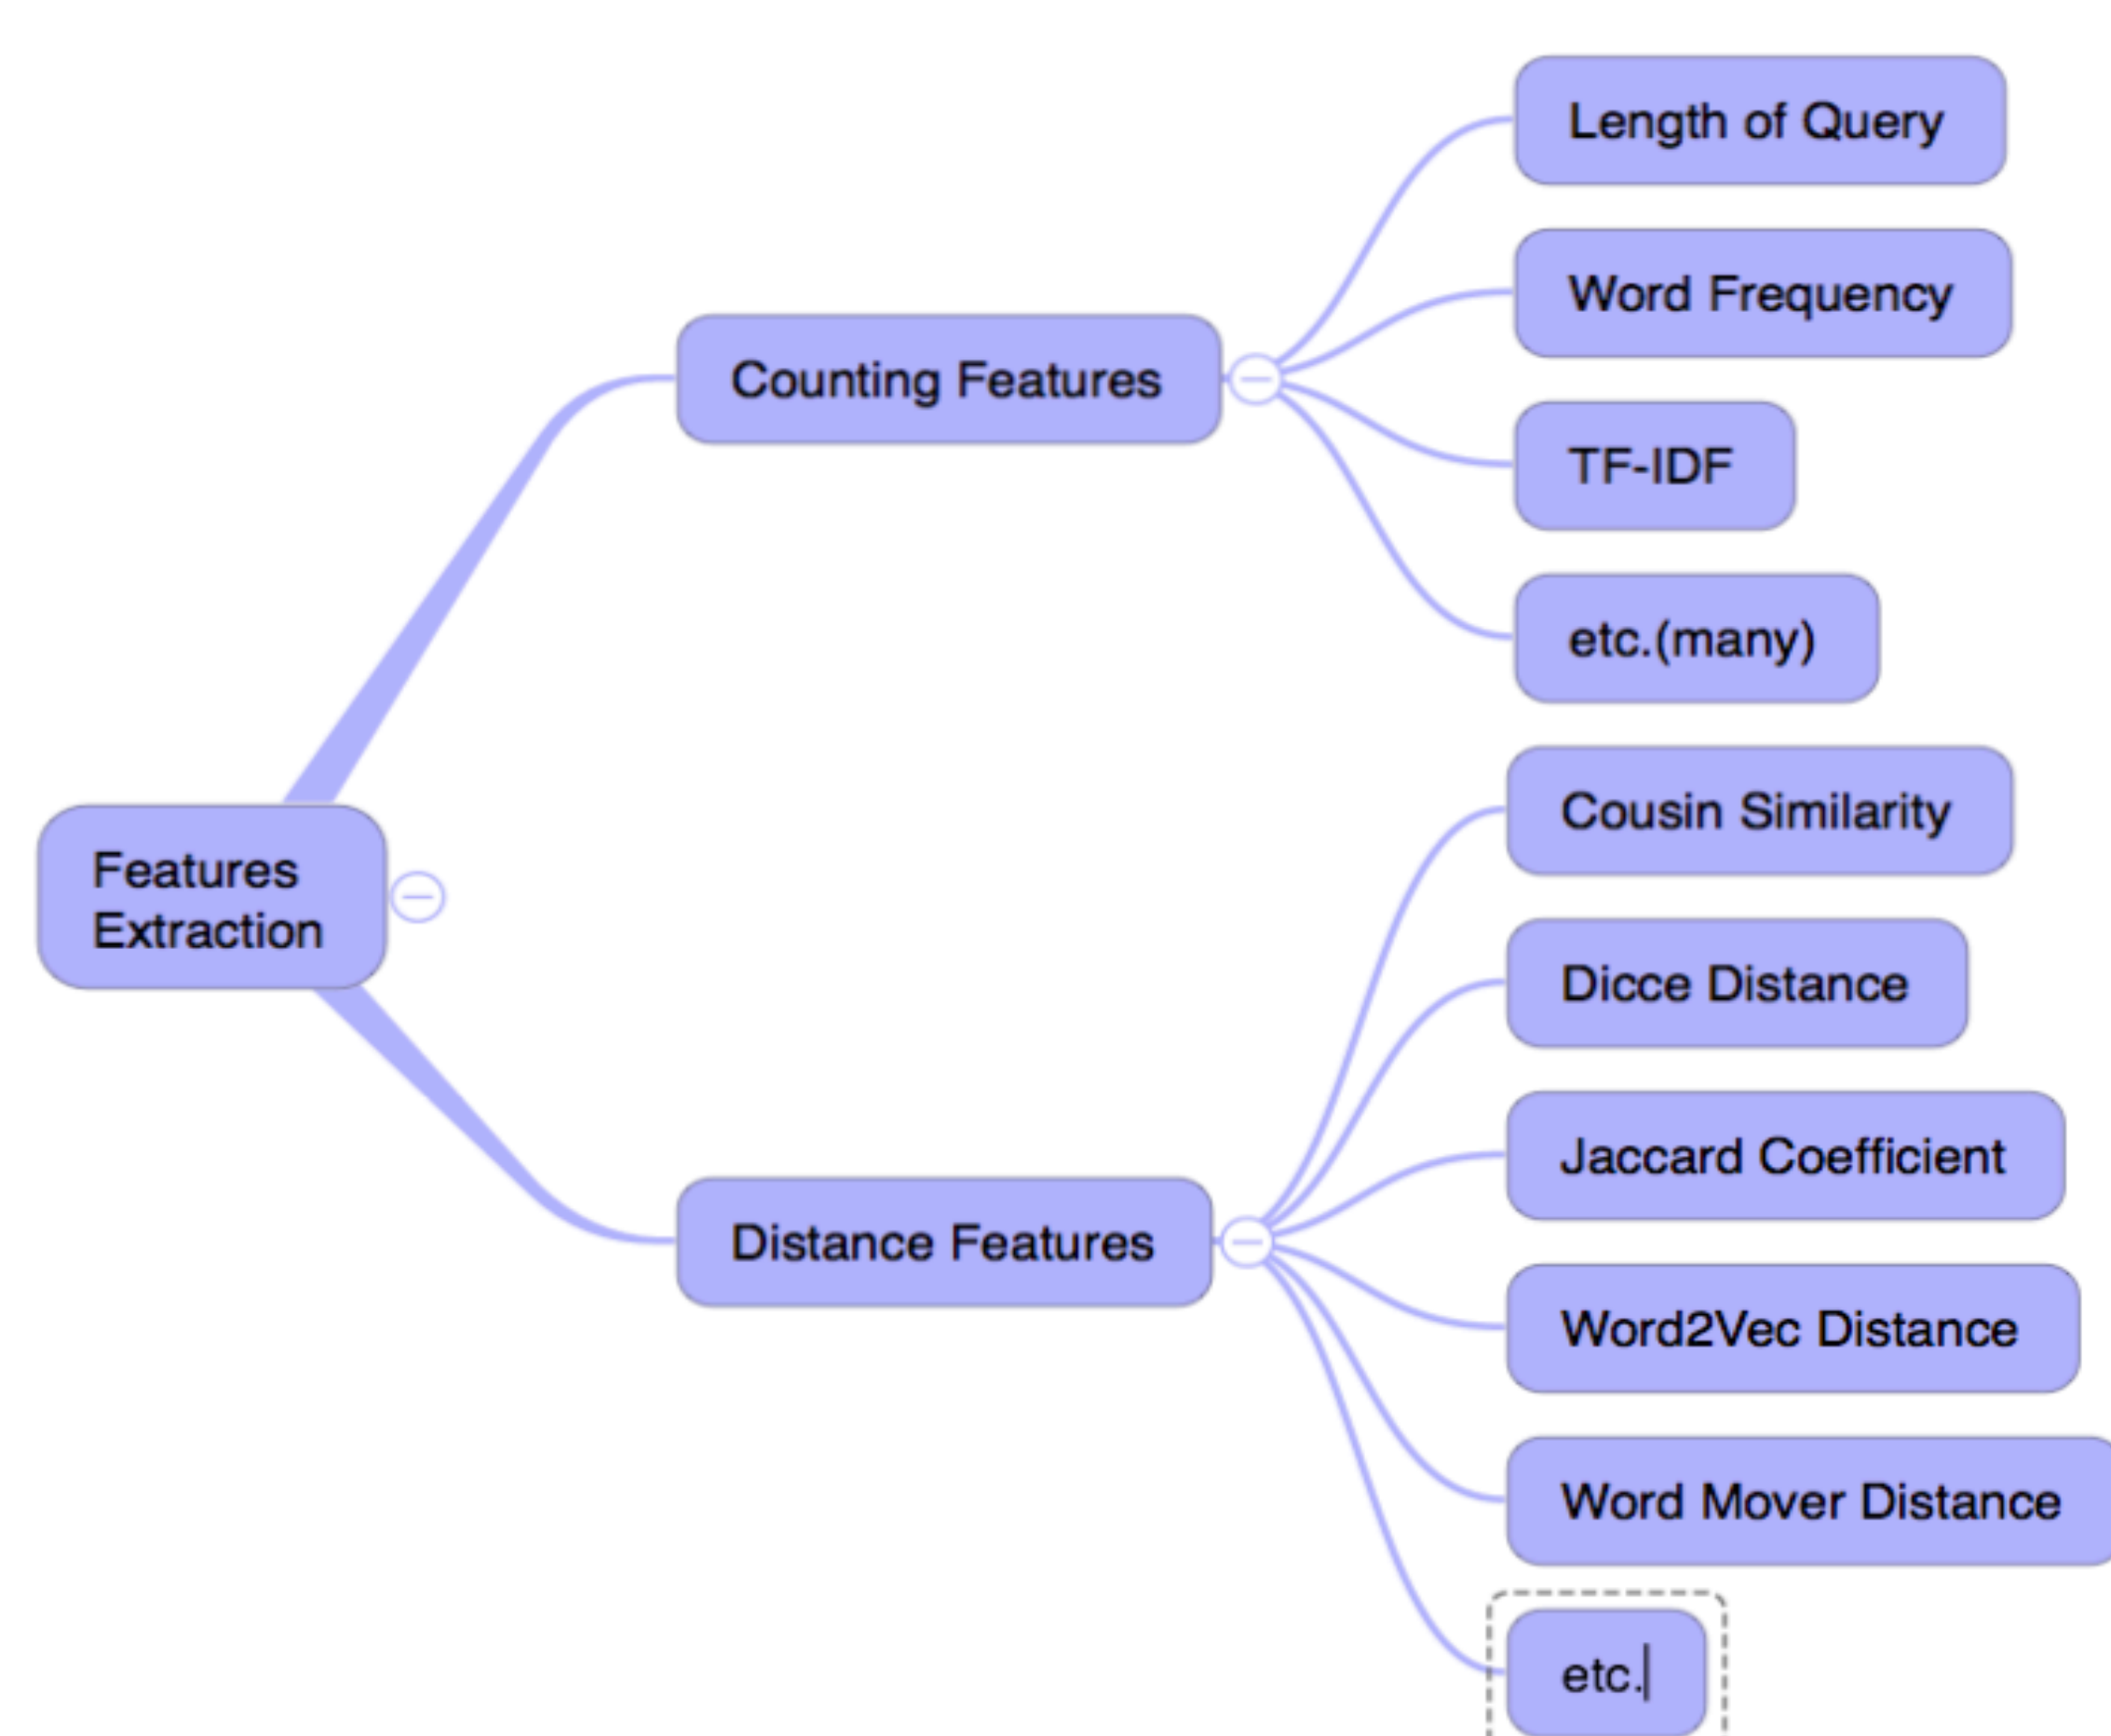 Length of Query
Word Frequency
Counting Features
TF-IDF
etc.(many)
Cousin Similarity
Features
Extraction
Dicce Distance
Jaccard Coefficient
Distance Features
Word2Vec Distance
Word Mover Distance
etc.